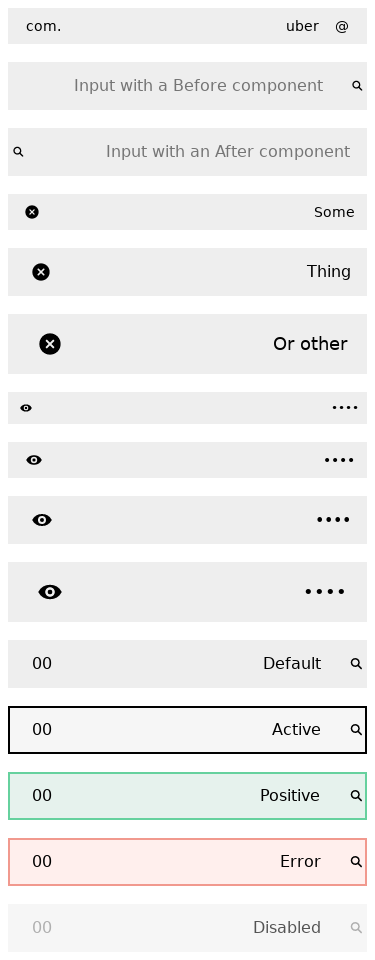 com. uber @
Input with a Before component
Input with an After component
Some
Thing
Or other
••••
••••
••••
••••
00 Default
00 Active
00 Positive
00 Error
00 Disabled